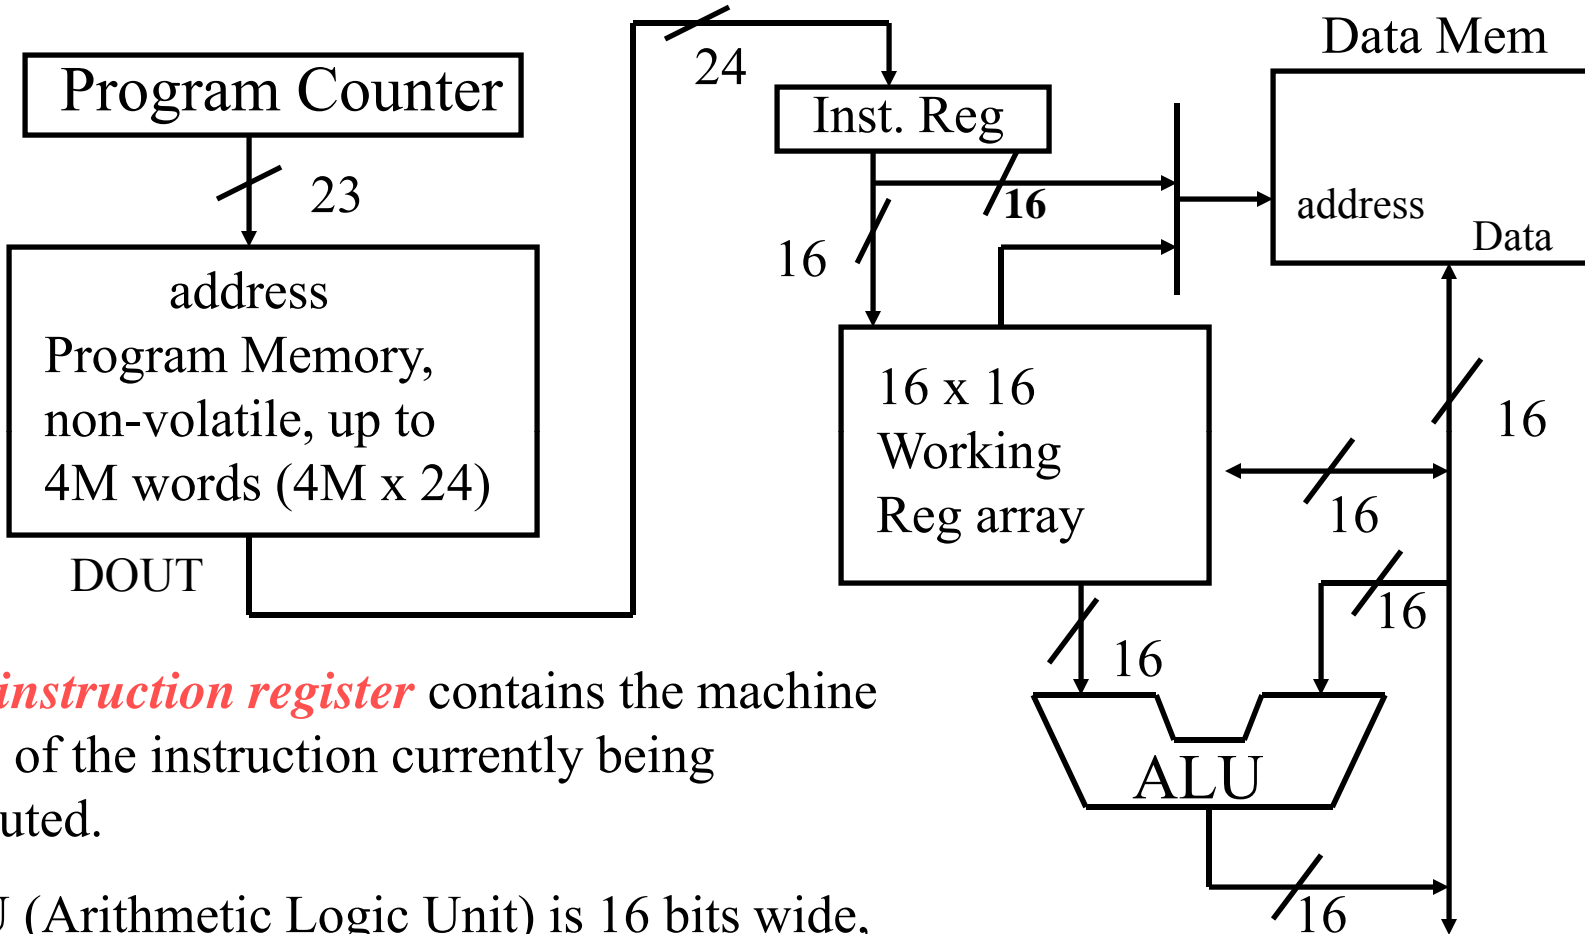 Program Counter
23
address
Program Memory,
non-volatile, up to
4M words (4M x 24)
DOUT
24
Inst. Reg
16
16
Data Mem
address
Data
16 x 16
Working
Reg array
16
16
16
16
ALU
16
instruction register contains the machine
of the instruction currently being
uted.
U (Arithmetic Logic Unit) is 16 bits wide,